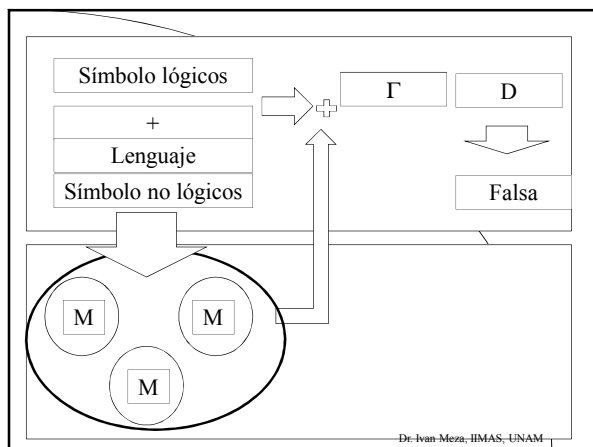 Símbolo lógicos
+
Lenguaje
Símbolo no lógicos
Γ
D
Falsa
M
M
M
Dr. Ivan Meza, IIMAS, UNAM